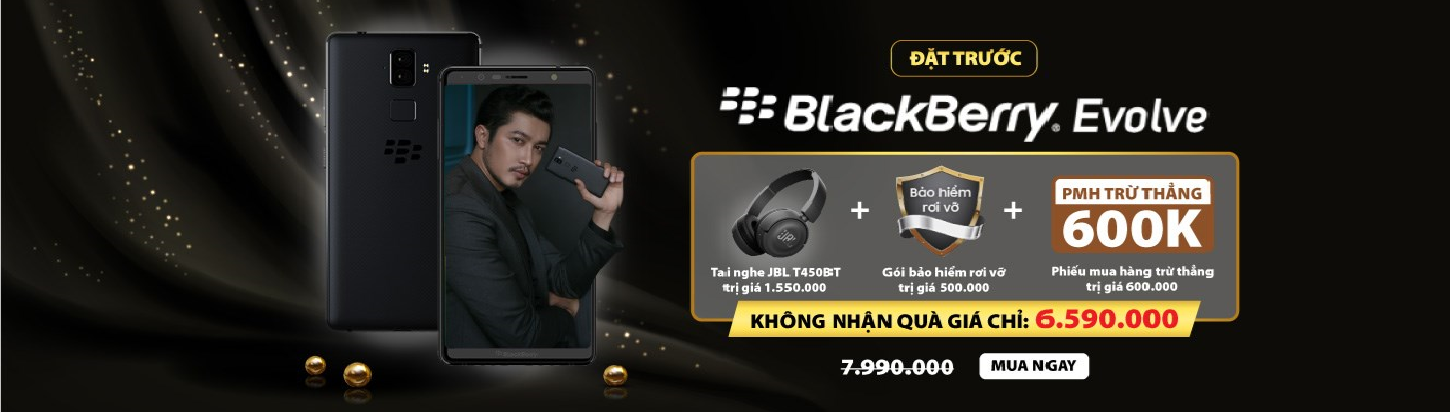 ĐẶT TRƯỚC
BlackBerry® Evolve
JBL
+
Bảo hiểm
rơi vỡ
+
PMH TRỪ THẲNG
600K
Tai nghe JBL T450BT
trị giá 1.550.000
Gói bảo hiểm rơi vỡ
trị giá 500.000
Phiếu mua hàng trừ thẳng
trị giá 600.000
KHÔNG NHẬN QUÀ GIÁ CHỈ: 6.590.000
7.990.000
MUA NGAY
BlackBerry